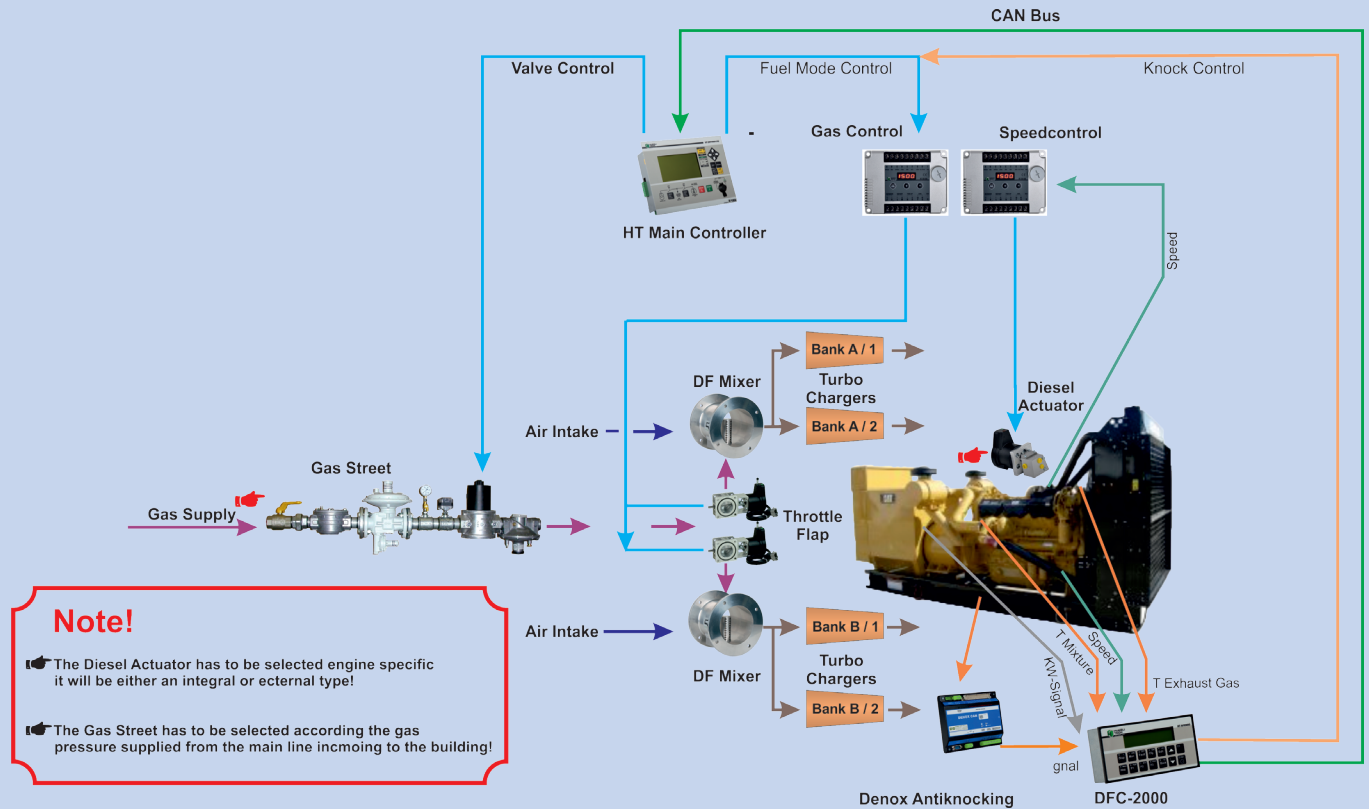 CAN Bus
Valve Control
Fuel Mode Control
Knock Control
-
Gas Control
Speedcontrol
1500
1500
HT Main Controller
Speed
Bank A / 1
DF Mixer
Turbo
Chargers
Diesel
Actuator
Bank A / 2
Air Intake
Gas Street
Gas Supply
Throttle
Flap
Note!
The Diesel Actuator has to be selected engine specific
it will be either an integral or ecternal type!
The Gas Street has to be selected according the gas
pressure supplied from the main line incmoing to the building!
Air Intake
Bank B / 1
DF Mixer
Turbo
Chargers
Bank B / 2
KW-Signal
T Mixture
Speed
T Exhaust Gas
gnal
Denox Antiknocking
DFC-2000